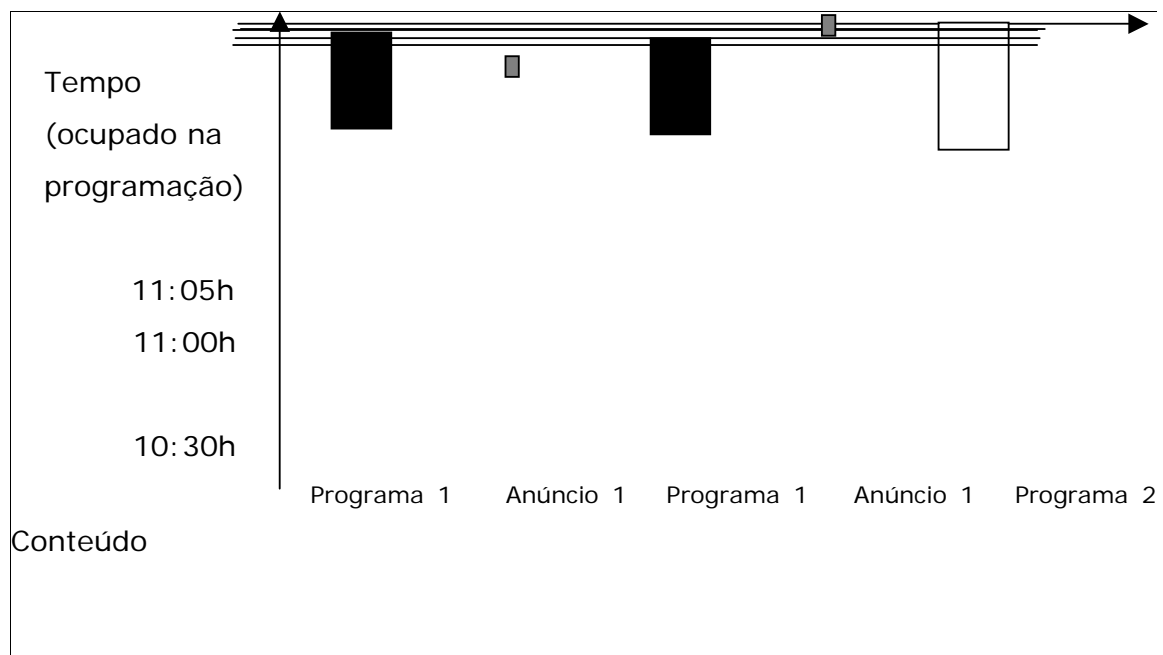 Tempo
(ocupado na
programação)
11:05h
11:00h
10:30h
Programa 1 Anúncio 1 Programa 1 Anúncio 1 Programa 2
Conteúdo